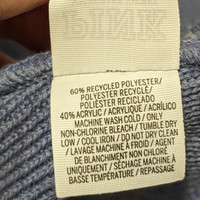 60% RECYCLED POLYESTER/
POLYESTER RECYCLÉ/
POLIÉSTER RECICLADO
40% ACRYLIC / ACRYLIQUE / ACRÍLICO
MACHINE WASH COLD / ONLY
NON-CHLORINE BLEACH / TUMBLE DRY
LOW / COOL IRON / DO NOT DRY CLEAN
/ LAVAGE MACHINE À FROID / AGENT
DE BLANCHIMENT NON CHLORÉ
UNIQUEMENT / SÉCHAGE MACHINE À
BASSE TEMPÉRATURE / REPASSAGE